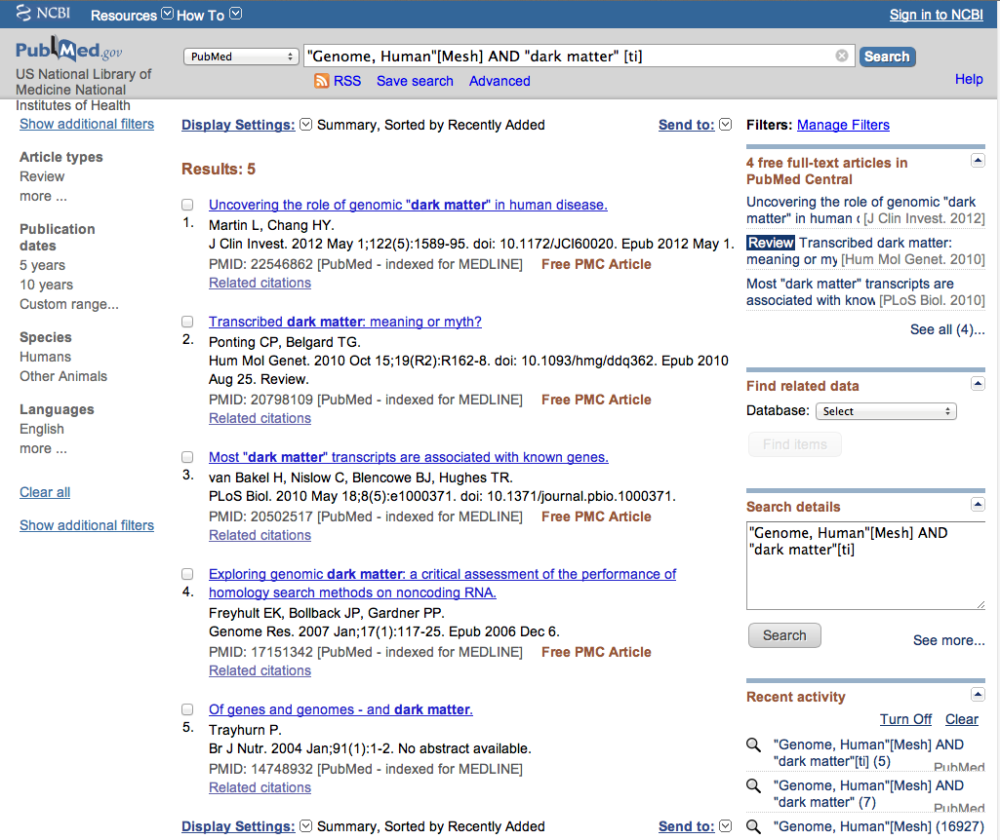 NCBI Resources How To Sign in to NCBI
PubMed.gov
US National Library of
Medicine National
Institutes of Health
PubMed "Genome, Human"[Mesh] AND "dark matter" [ti] Search
RSS Save search Advanced Help
Show additional filters
Article types
Review
more ...
Publication
dates
5 years
10 years
Custom range...
Species
Humans
Other Animals
Languages
English
more ...
Clear all
Show additional filters
Display Settings: Summary, Sorted by Recently Added Send to:
Results: 5
Uncovering the role of genomic "dark matter" in human disease.
1. Martin L, Chang HY.
J Clin Invest. 2012 May 1;122(5):1589-95. doi: 10.1172/JCI60020. Epub 2012 May 1.
PMID: 22546862 [PubMed - indexed for MEDLINE] Free PMC Article
Related citations
Transcribed dark matter: meaning or myth?
2. Ponting CP, Belgard TG.
Hum Mol Genet. 2010 Oct 15;19(R2):R162-8. doi: 10.1093/hmg/ddq362. Epub 2010
Aug 25. Review.
PMID: 20798109 [PubMed - indexed for MEDLINE] Free PMC Article
Related citations
Most "dark matter" transcripts are associated with known genes.
3. van Bakel H, Nislow C, Blencowe BJ, Hughes TR.
PLoS Biol. 2010 May 18;8(5):e1000371. doi: 10.1371/journal.pbio.1000371.
PMID: 20502517 [PubMed - indexed for MEDLINE] Free PMC Article
Related citations
Exploring genomic dark matter: a critical assessment of the performance of
homology search methods on noncoding RNA.
4. Freyhult EK, Bollback JP, Gardner PP.
Genome Res. 2007 Jan;17(1):117-25. Epub 2006 Dec 6.
PMID: 17151342 [PubMed - indexed for MEDLINE] Free PMC Article
Related citations
Of genes and genomes - and dark matter.
5. Trayhurn P.
Br J Nutr. 2004 Jan;91(1):1-2. No abstract available.
PMID: 14748932 [PubMed - indexed for MEDLINE]
Related citations
Display Settings: Summary, Sorted by Recently Added Send to:
Filters: Manage Filters
4 free full-text articles in
PubMed Central
Uncovering the role of genomic "dark
matter" in human [J Clin Invest. 2012]
Review Transcribed dark matter:
meaning or my [Hum Mol Genet. 2010]
Most "dark matter" transcripts are
associated with know [PLoS Biol. 2010]
See all (4)...
Find related data
Database: Select
Find items
Search details
"Genome, Human"[Mesh] AND
"dark matter"[ti]
Search See more...
Recent activity
Turn Off Clear
"Genome, Human"[Mesh] AND
"dark matter"[ti] (5) PubMed
"Genome, Human"[Mesh] AND
"dark matter" (7) PubMed
"Genome, Human"[Mesh] (16927)